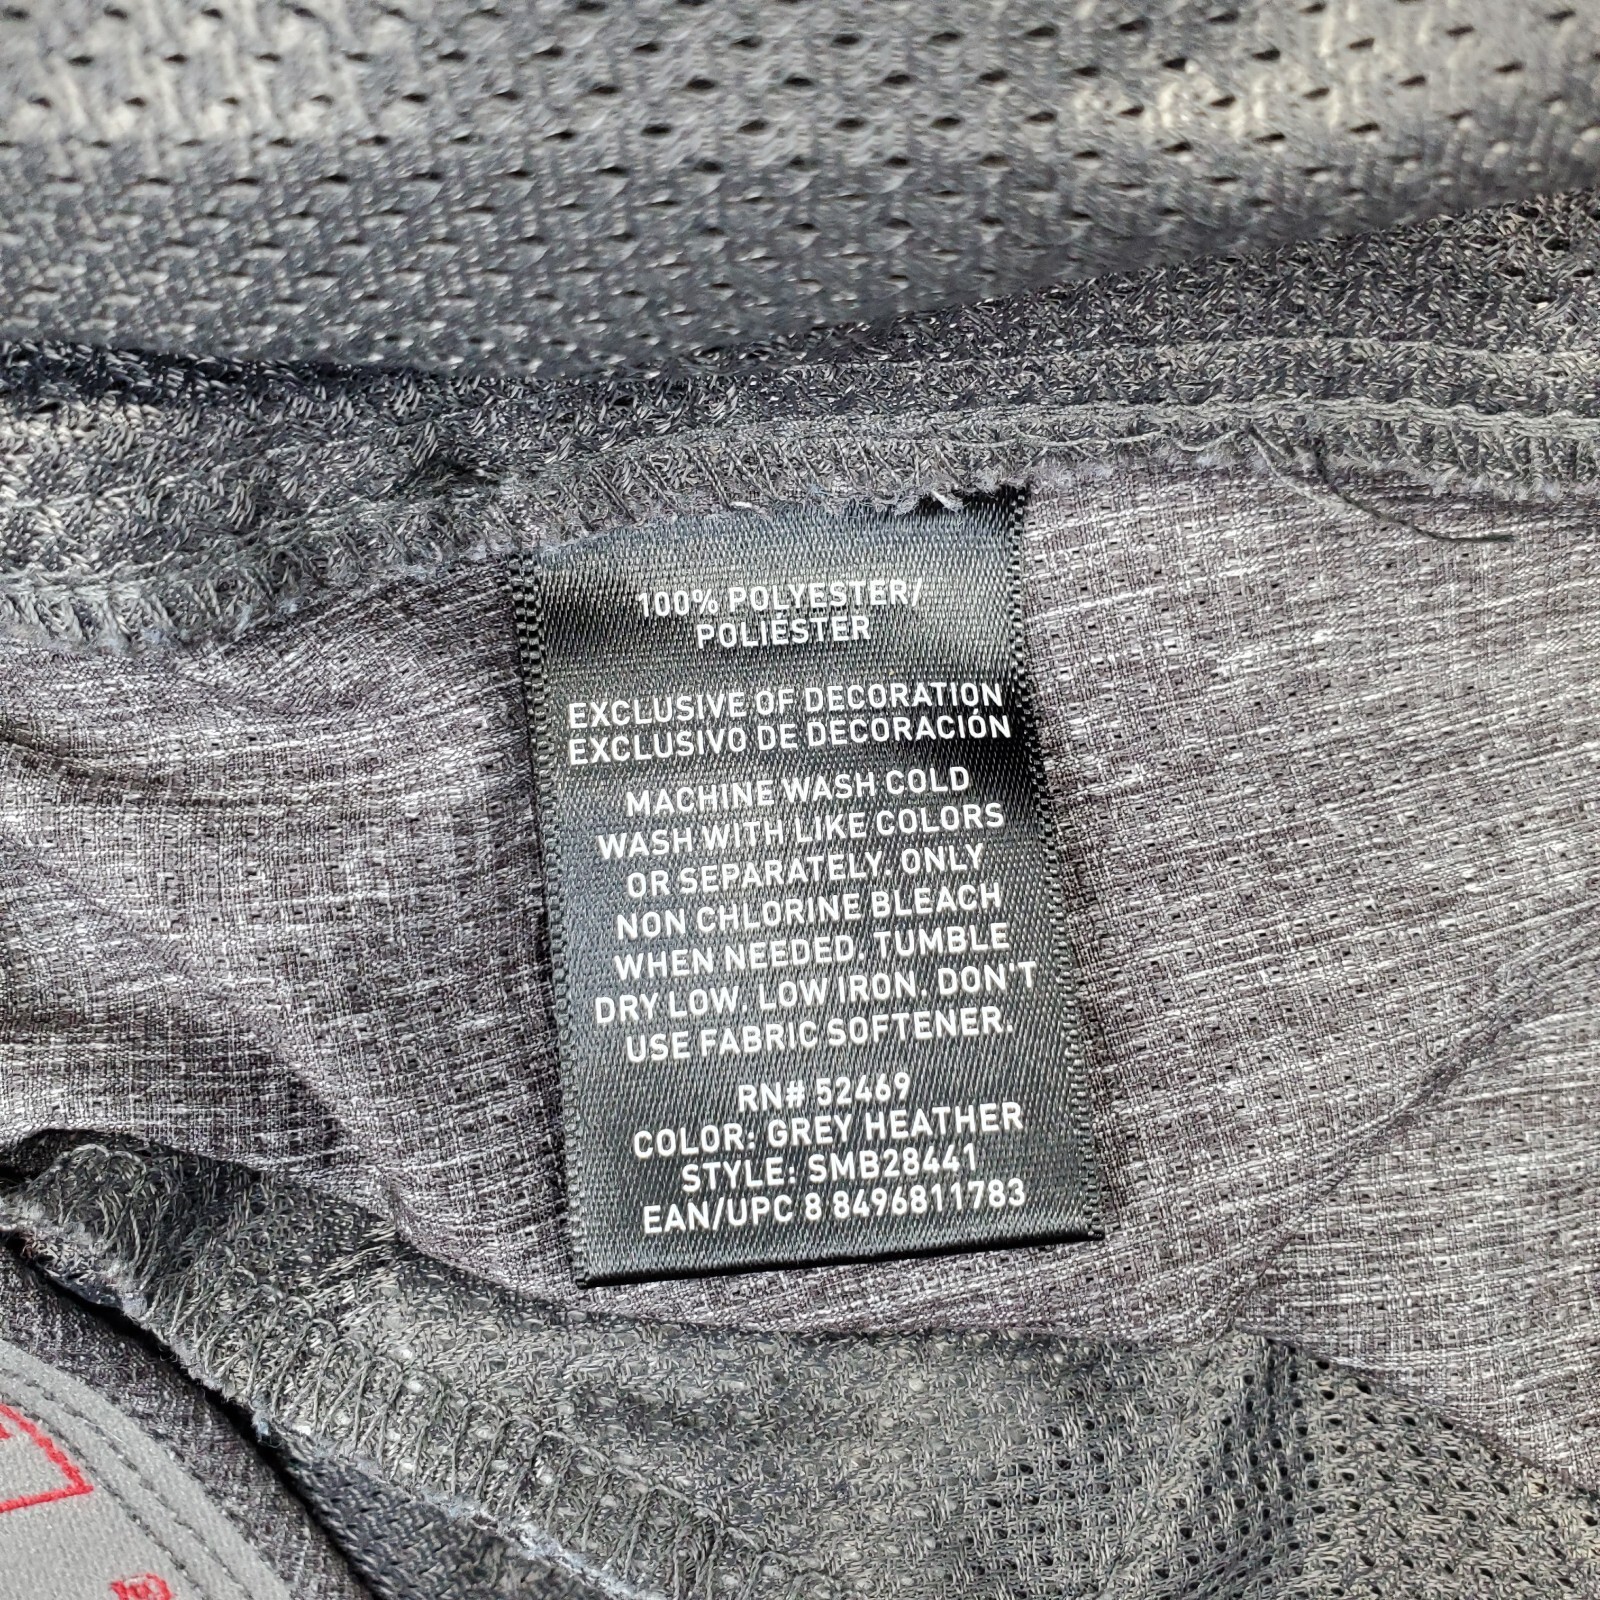 100% POLYESTER/
POLIÉSTER
EXCLUSIVE OF DECORATION
EXCLUSIVO DE DECORACIÓN
MACHINE WASH COLD
WASH WITH LIKE COLORS
OR SEPARATELY. ONLY
NON CHLORINE BLEACH
WHEN NEEDED. TUMBLE
DRY LOW. LOW IRON. DON'T
USE FABRIC SOFTENER.
RN# 52469
COLOR: GREY HEATHER
STYLE: SMB28441
EAN/UPC 8 8496811783